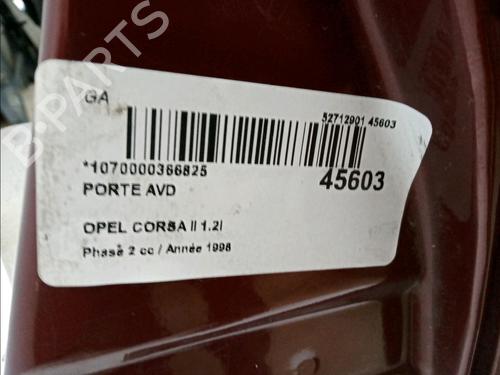 B-PARTS
GA
52712901 45603
*1070000366825
45603
PORTE AVD
OPEL CORSA II 1.2i
Phase 2 cc / Année 1998